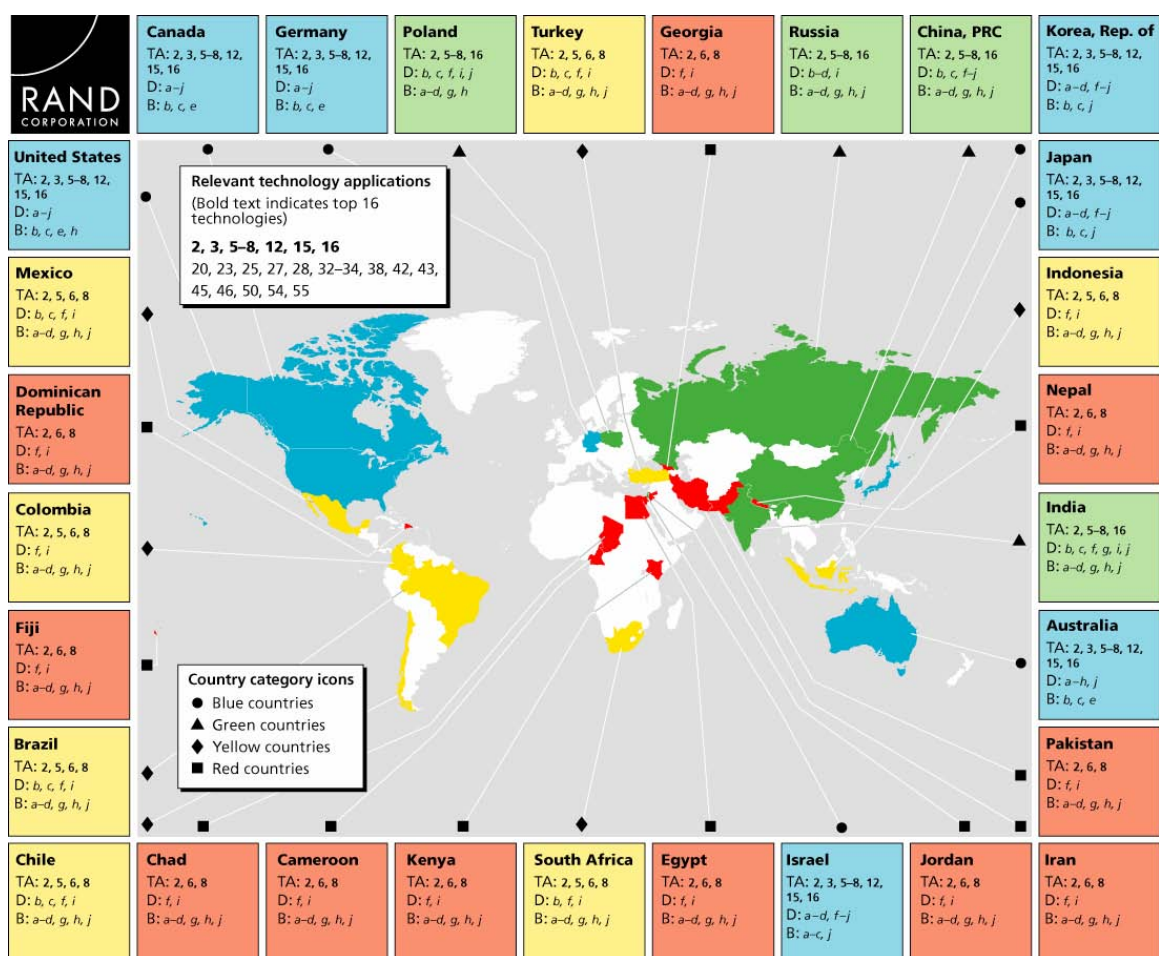 RAND
CORPORATION
Canada
TA: 2, 3, 5–8, 12,
15, 16
D: a–j
B: b, c, e
Germany
TA: 2, 3, 5–8, 12,
15, 16
D: a–j
B: b, c, e
Poland
TA: 2, 5–8, 16
D: b, c, f, i, j
B: a–d, g, h
Turkey
TA: 2, 5, 6, 8
D: b, c, f, i
B: a–d, g, h, j
Georgia
TA: 2, 6, 8
D: f, i
B: a–d, g, h, j
Russia
TA: 2, 5–8, 16
D: b–d, i
B: a–d, g, h, j
China, PRC
TA: 2, 5–8, 16
D: b, c, f–j
B: a–d, g, h, j
Korea, Rep. of
TA: 2, 3, 5–8, 12,
15, 16
D: a–d, f–j
B: b, c, j
United States
TA: 2, 3, 5–8, 12,
15, 16
D: a–j
B: b, c, e, h
Relevant technology applications
(Bold text indicates top 16
technologies)
2, 3, 5–8, 12, 15, 16
20, 23, 25, 27, 28, 32–34, 38, 42, 43,
45, 46, 50, 54, 55
Japan
TA: 2, 3, 5–8, 12,
15, 16
D: a–d, f–j
B: b, c, j
Mexico
TA: 2, 5, 6, 8
D: b, c, f, i
B: a–d, g, h, j
Indonesia
TA: 2, 5, 6, 8
D: f, i
B: a–d, g, h, j
Dominican
Republic
TA: 2, 6, 8
D: f, i
B: a–d, g, h, j
Nepal
TA: 2, 6, 8
D: f, i
B: a–d, g, h, j
Colombia
TA: 2, 5, 6, 8
D: f, i
B: a–d, g, h, j
India
TA: 2, 5–8, 16
D: b, c, f, g, i, j
B: a–d, g, h, j
Fiji
TA: 2, 6, 8
D: f, i
B: a–d, g, h, j
Country category icons
Blue countries
Green countries
Yellow countries
Red countries
Australia
TA: 2, 3, 5–8, 12,
15, 16
D: a–h, j
B: b, c, e
Brazil
TA: 2, 5, 6, 8
D: b, c, f, i
B: a–d, g, h, j
Pakistan
TA: 2, 6, 8
D: f, i
B: a–d, g, h, j
Chile
TA: 2, 5, 6, 8
D: b, c, f, i
B: a–d, g, h, j
Chad
TA: 2, 6, 8
D: f, i
B: a–d, g, h, j
Cameroon
TA: 2, 6, 8
D: f, i
B: a–d, g, h, j
Kenya
TA: 2, 6, 8
D: f, i
B: a–d, g, h, j
South Africa
TA: 2, 5, 6, 8
D: b, f, i
B: a–d, g, h, j
Egypt
TA: 2, 6, 8
D: f, i
B: a–d, g, h, j
Israel
TA: 2, 3, 5–8, 12,
15, 16
D: a–d, f–j
B: a–c, j
Jordan
TA: 2, 6, 8
D: f, i
B: a–d, g, h, j
Iran
TA: 2, 6, 8
D: f, i
B: a–d, g, h, j